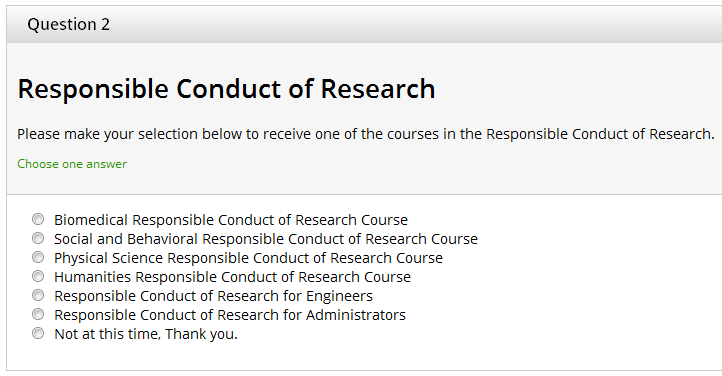 Question 2
Responsible Conduct of Research
Please make your selection below to receive one of the courses in the Responsible Conduct of Research.
Choose one answer
Biomedical Responsible Conduct of Research Course
Social and Behavioral Responsible Conduct of Research Course
Physical Science Responsible Conduct of Research Course
Humanities Responsible Conduct of Research Course
Responsible Conduct of Research for Engineers
Responsible Conduct of Research for Administrators
Not at this time, Thank you.